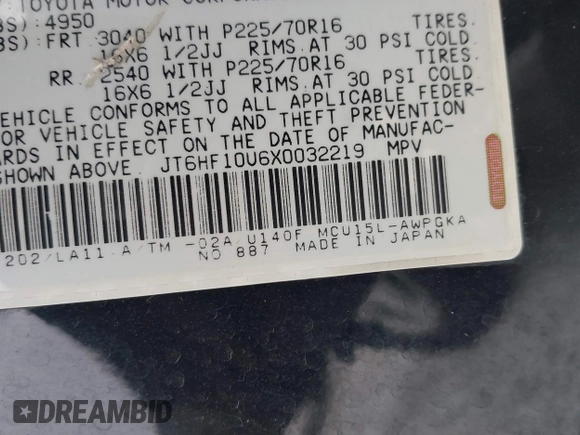 TOYOTA MOTOR CORPORA
BS):4950
BS):FRT 3040 WITH P225/70R16 TIRES.
16X6 1/2JJ RIMS.AT 30 PSI COLD
RR 2540 WITH P225/70R16 TIRES.
16X6 1/2JJ RIMS.AT 30 PSI COLD
VEHICLE CONFORMS TO ALL APPLICABLE FEDER-
OR VEHICLE SAFETY AND THEFT PREVENTION
ARDS IN EFFECT ON THE DATE OF MANUFAC-
SHOWN ABOVE. JT6HF10U6X0032219 MPV
202/LA11 A/TM -02A/U140F MCU15L-AWPGKA
NO 887 MADE IN JAPAN
DREAMBID